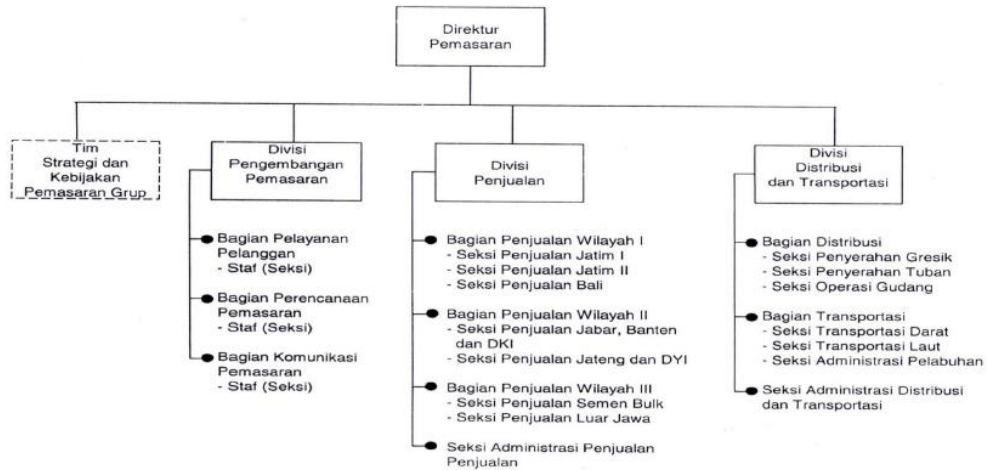 Direktur
Pemasaran
Tim
Strategi dan
Kebijakan
Pemasaran Grup
Divisi
Pengembangan
Pemasaran
Divisi
Penjualan
Divisi
Distribusi
dan Transportasi
Bagian Pelayanan
Pelanggan
- Staf (Seksi)
Bagian Perencanaan
Pemasaran
- Staf (Seksi)
Bagian Komunikasi
Pemasaran
- Staf (Seksi)
Bagian Penjualan Wilayah I
- Seksi Penjualan Jatim I
- Seksi Penjualan Jatim II
- Seksi Penjualan Bali
Bagian Penjualan Wilayah II
- Seksi Penjualan Jabar, Banten
dan DKI
- Seksi Penjualan Jateng dan DYI
Bagian Penjualan Wilayah III
- Seksi Penjualan Semen Bulk
- Seksi Penjualan Luar Jawa
Seksi Administrasi Penjualan
Penjualan
Bagian Distribusi
- Seksi Penyerahan Gresik
- Seksi Penyerahan Tuban
- Seksi Operasi Gudang
Bagian Transportasi
- Seksi Transportasi Darat
- Seksi Transportasi Laut
- Seksi Administrasi Pelabuhan
Seksi Administrasi Distribusi
dan Transportasi